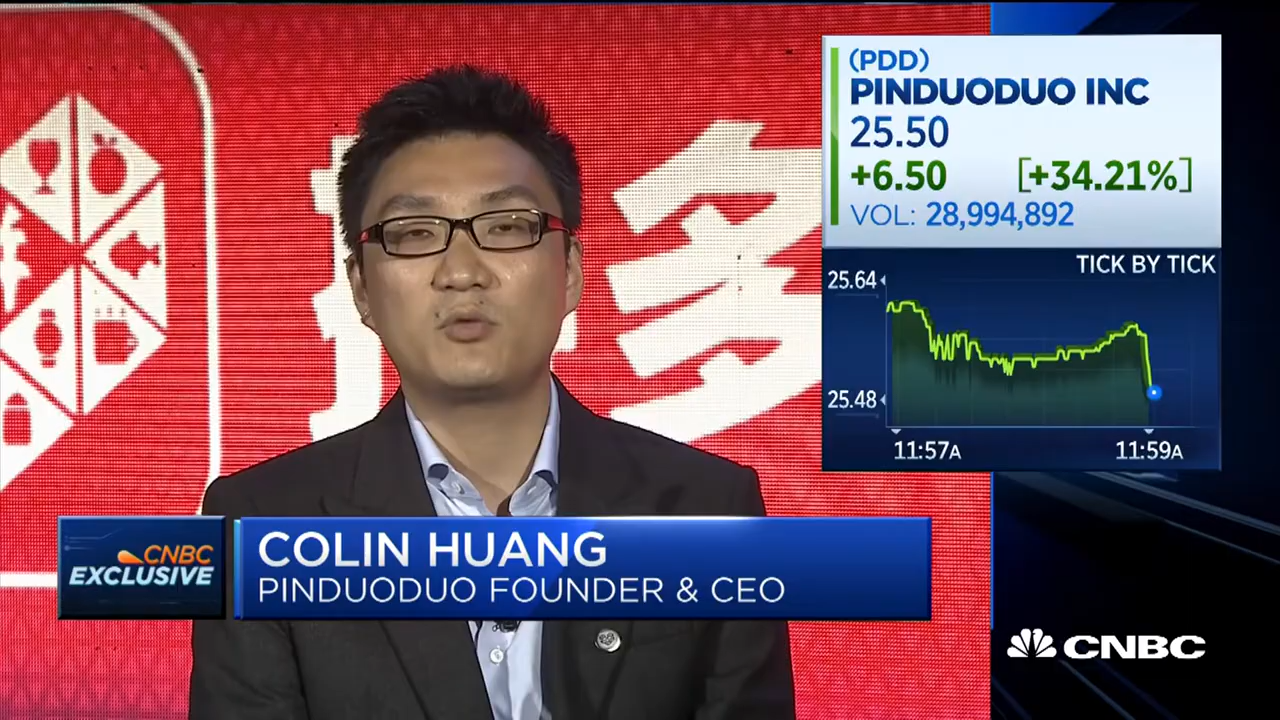 (PDD)
PINDUODUO INC
25.50
+6.50 [+34.21%]
VOL: 28,994,892
TICK BY TICK
25.64
25.48
11:57A
11:59A
多
CNBC
EXCLUSIVE
COLIN HUANG
PINDUODUO FOUNDER & CEO
CNBC